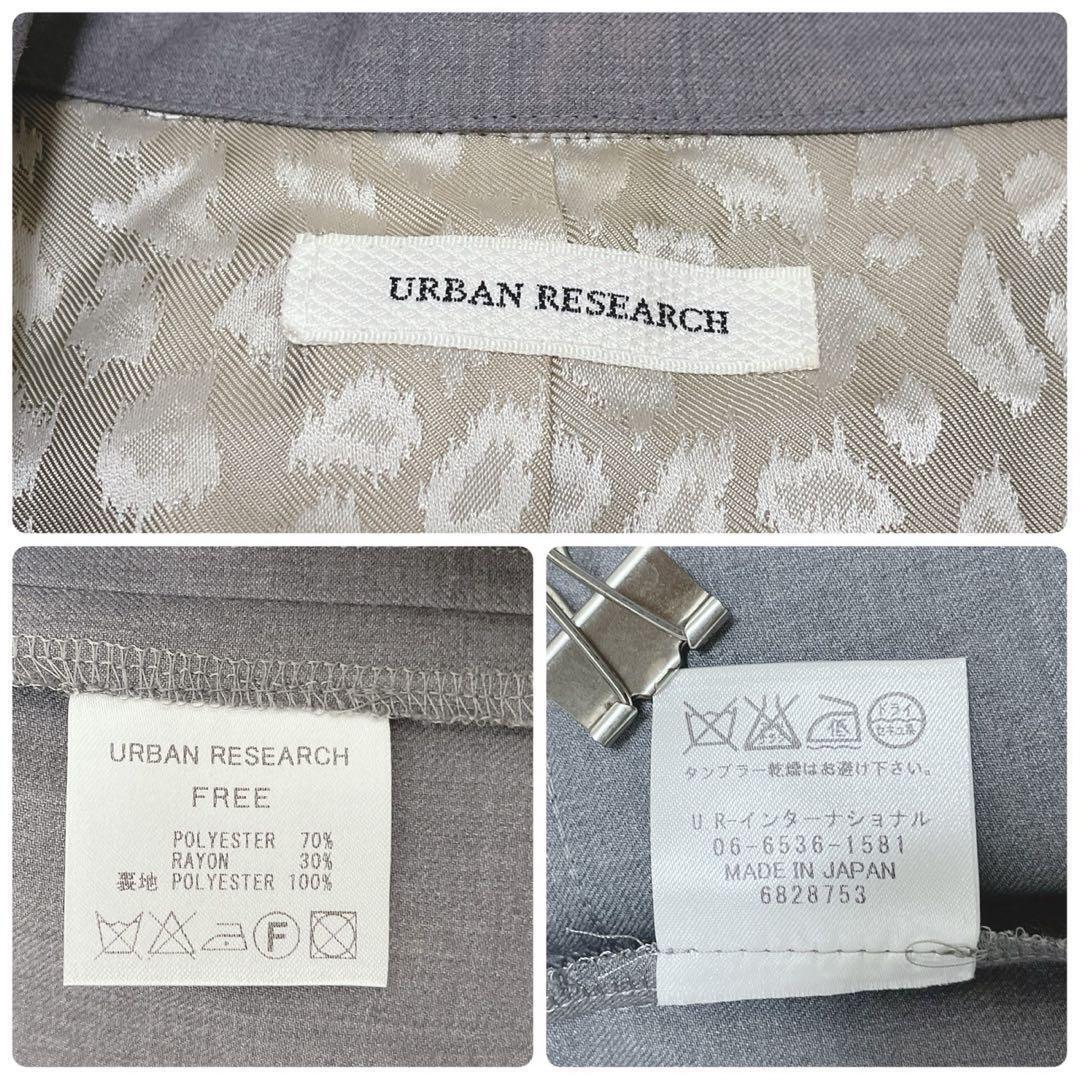 URBAN RESEARCH
URBAN RESEARCH
FREE
POLYESTER 70%
RAYON 30%
裏地 POLYESTER 100%
F
ドライ
セキユ系
タンブラー乾燥はお避け下さい。
U R-インターナショナル
06-6536-1581
MADE IN JAPAN
6828753